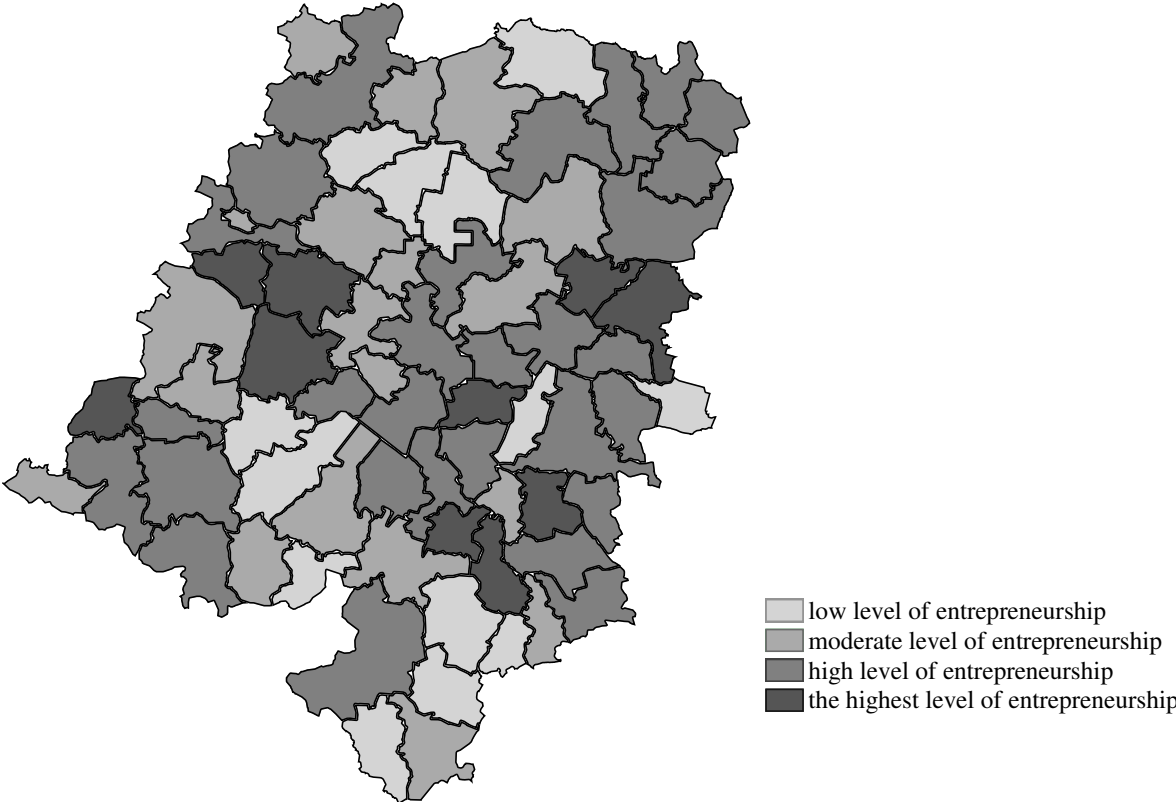 low level of entrepreneurship
moderate level of entrepreneurship
high level of entrepreneurship
the highest level of entrepreneurship